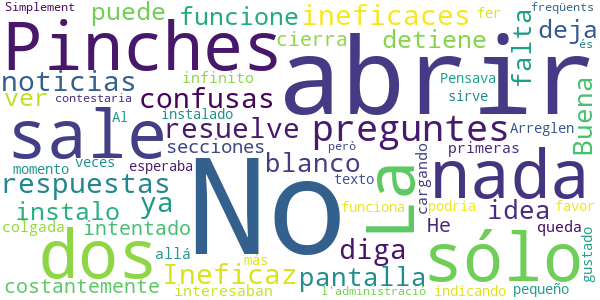 Simplement
puede
funcione
ineficaces
fer
freqüents
Pinches
cierra
detiene
falta
deja
és
abrir
noticias
infinito
Pensava
sirve
ver
contestaria
confusas
Buena
Al
instalado
sale
resuelve
preguntes
Arreglen
secciones
però
primeras
momento
veces
esperaba
blanco
texto
cargando
nada
respuestas
No
La
instalo
ya
intentado
funciona
podria
favor
idea
He
queda
colgada
dos
allá
diga
sólo
gustado
más
Ineficaz
pantalla
costantemente
interesaban
l'administració
indicando
pequeño